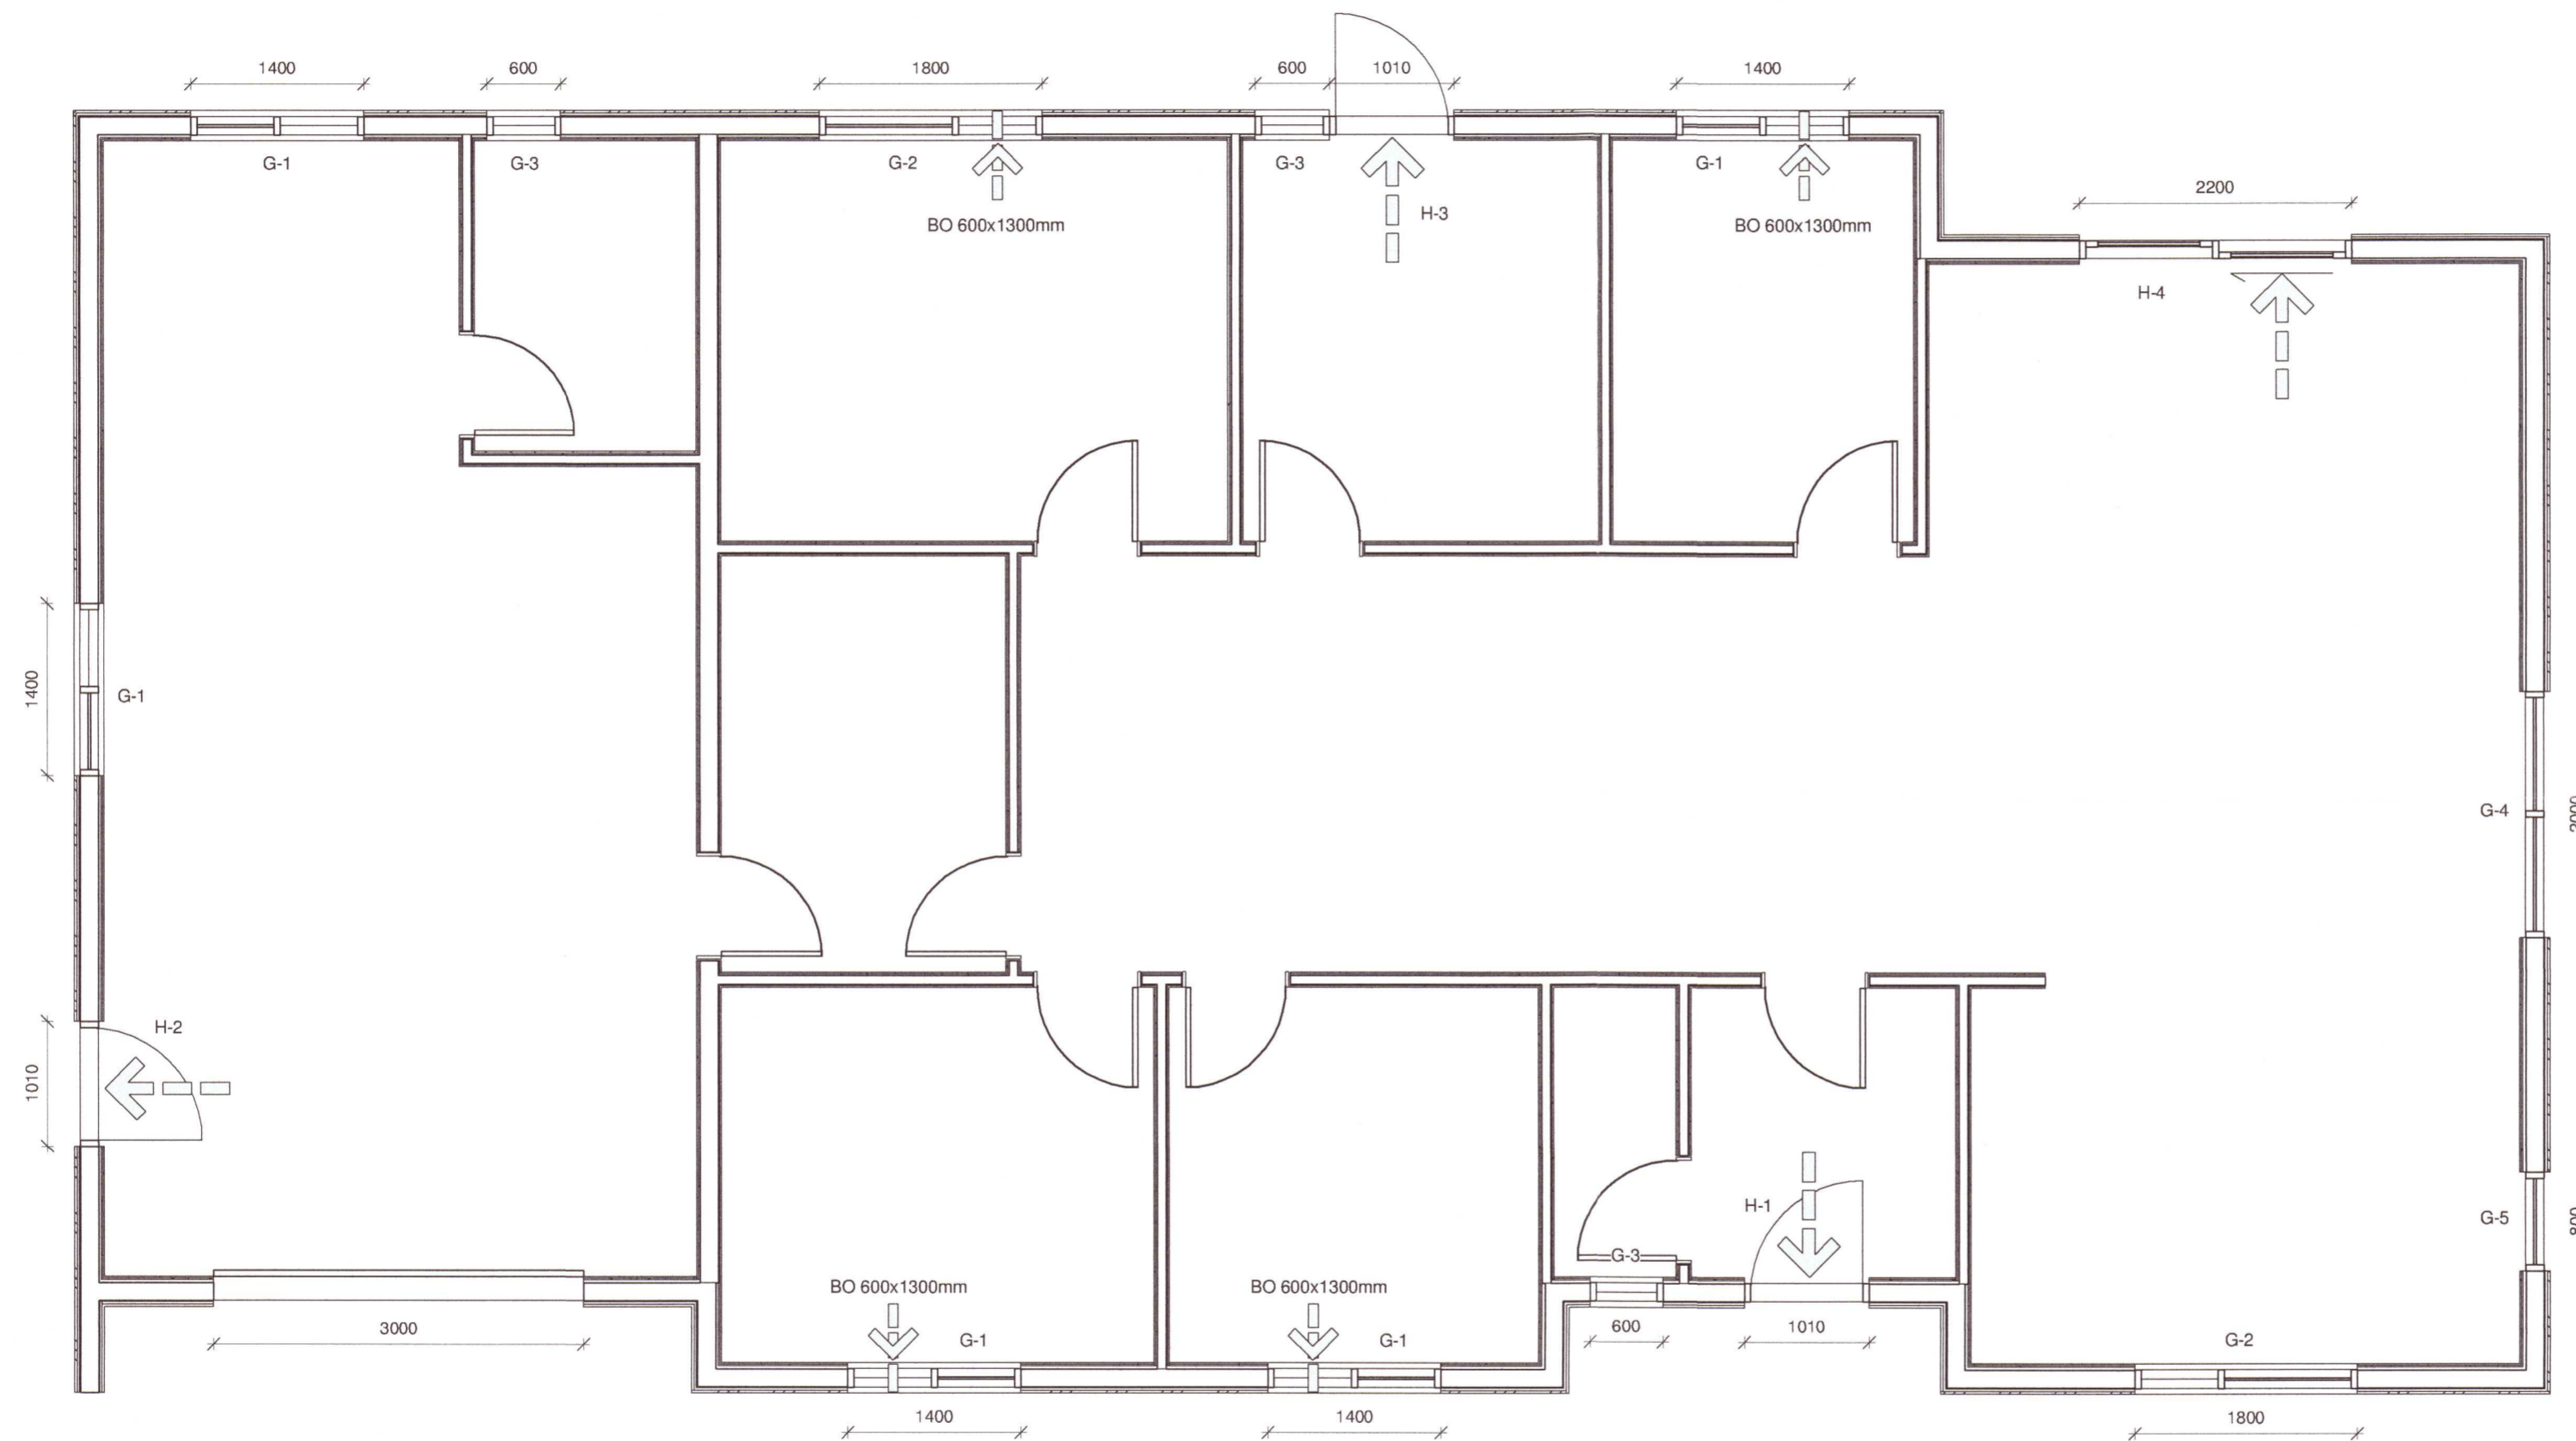 1400 600 1800 600 1010 1400
2200
G-1 G-3 G-2 G-3 G-1
H-3
BO 600x1300mm BO 600x1300mm
H-4
1400
G-1
G-4
H-2
1010
H-1
G-5
G-3
BO 600x1300mm BO 600x1300mm
3000
600 1010
G-1 G-1 G-2
1400 1400 1800